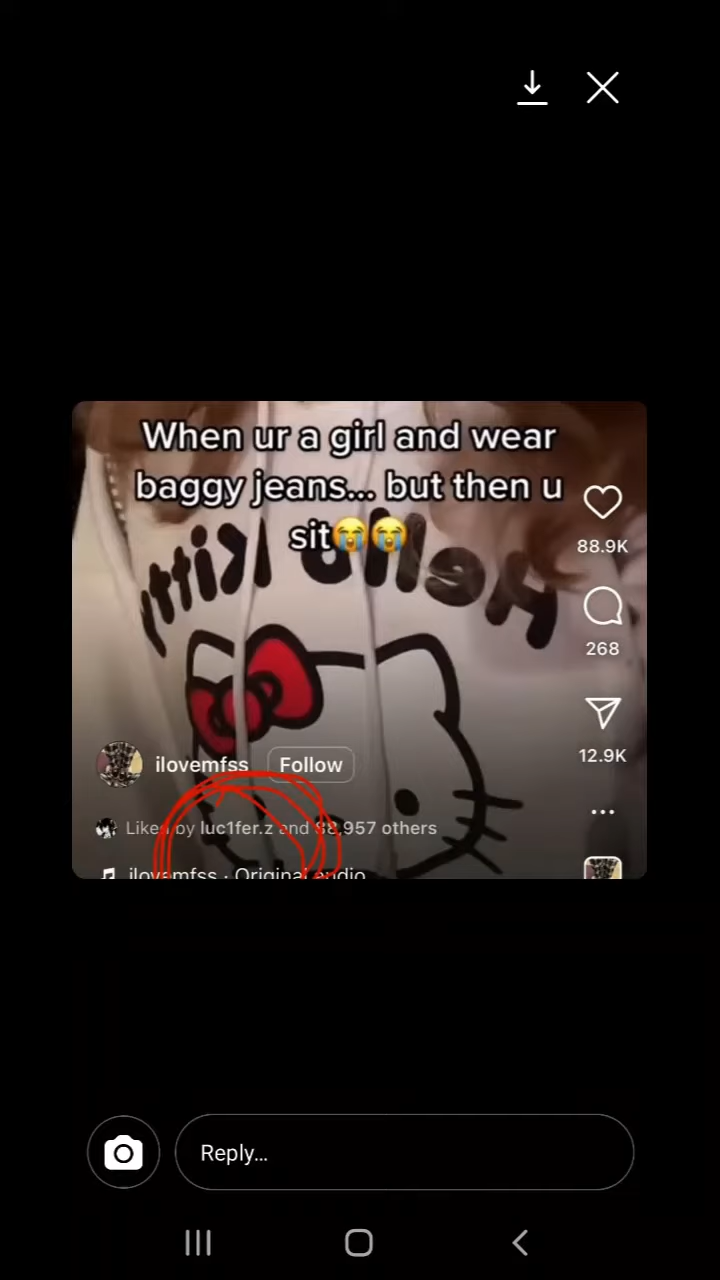 When ur a girl and wear
baggy jeans... but then u
sit😭😭
Hello Kitty
88.9K
268
12.9K
ilovemfss Follow
Liked by luc1fer.z and 88,957 others
ilovemfss · Original audio
Reply...